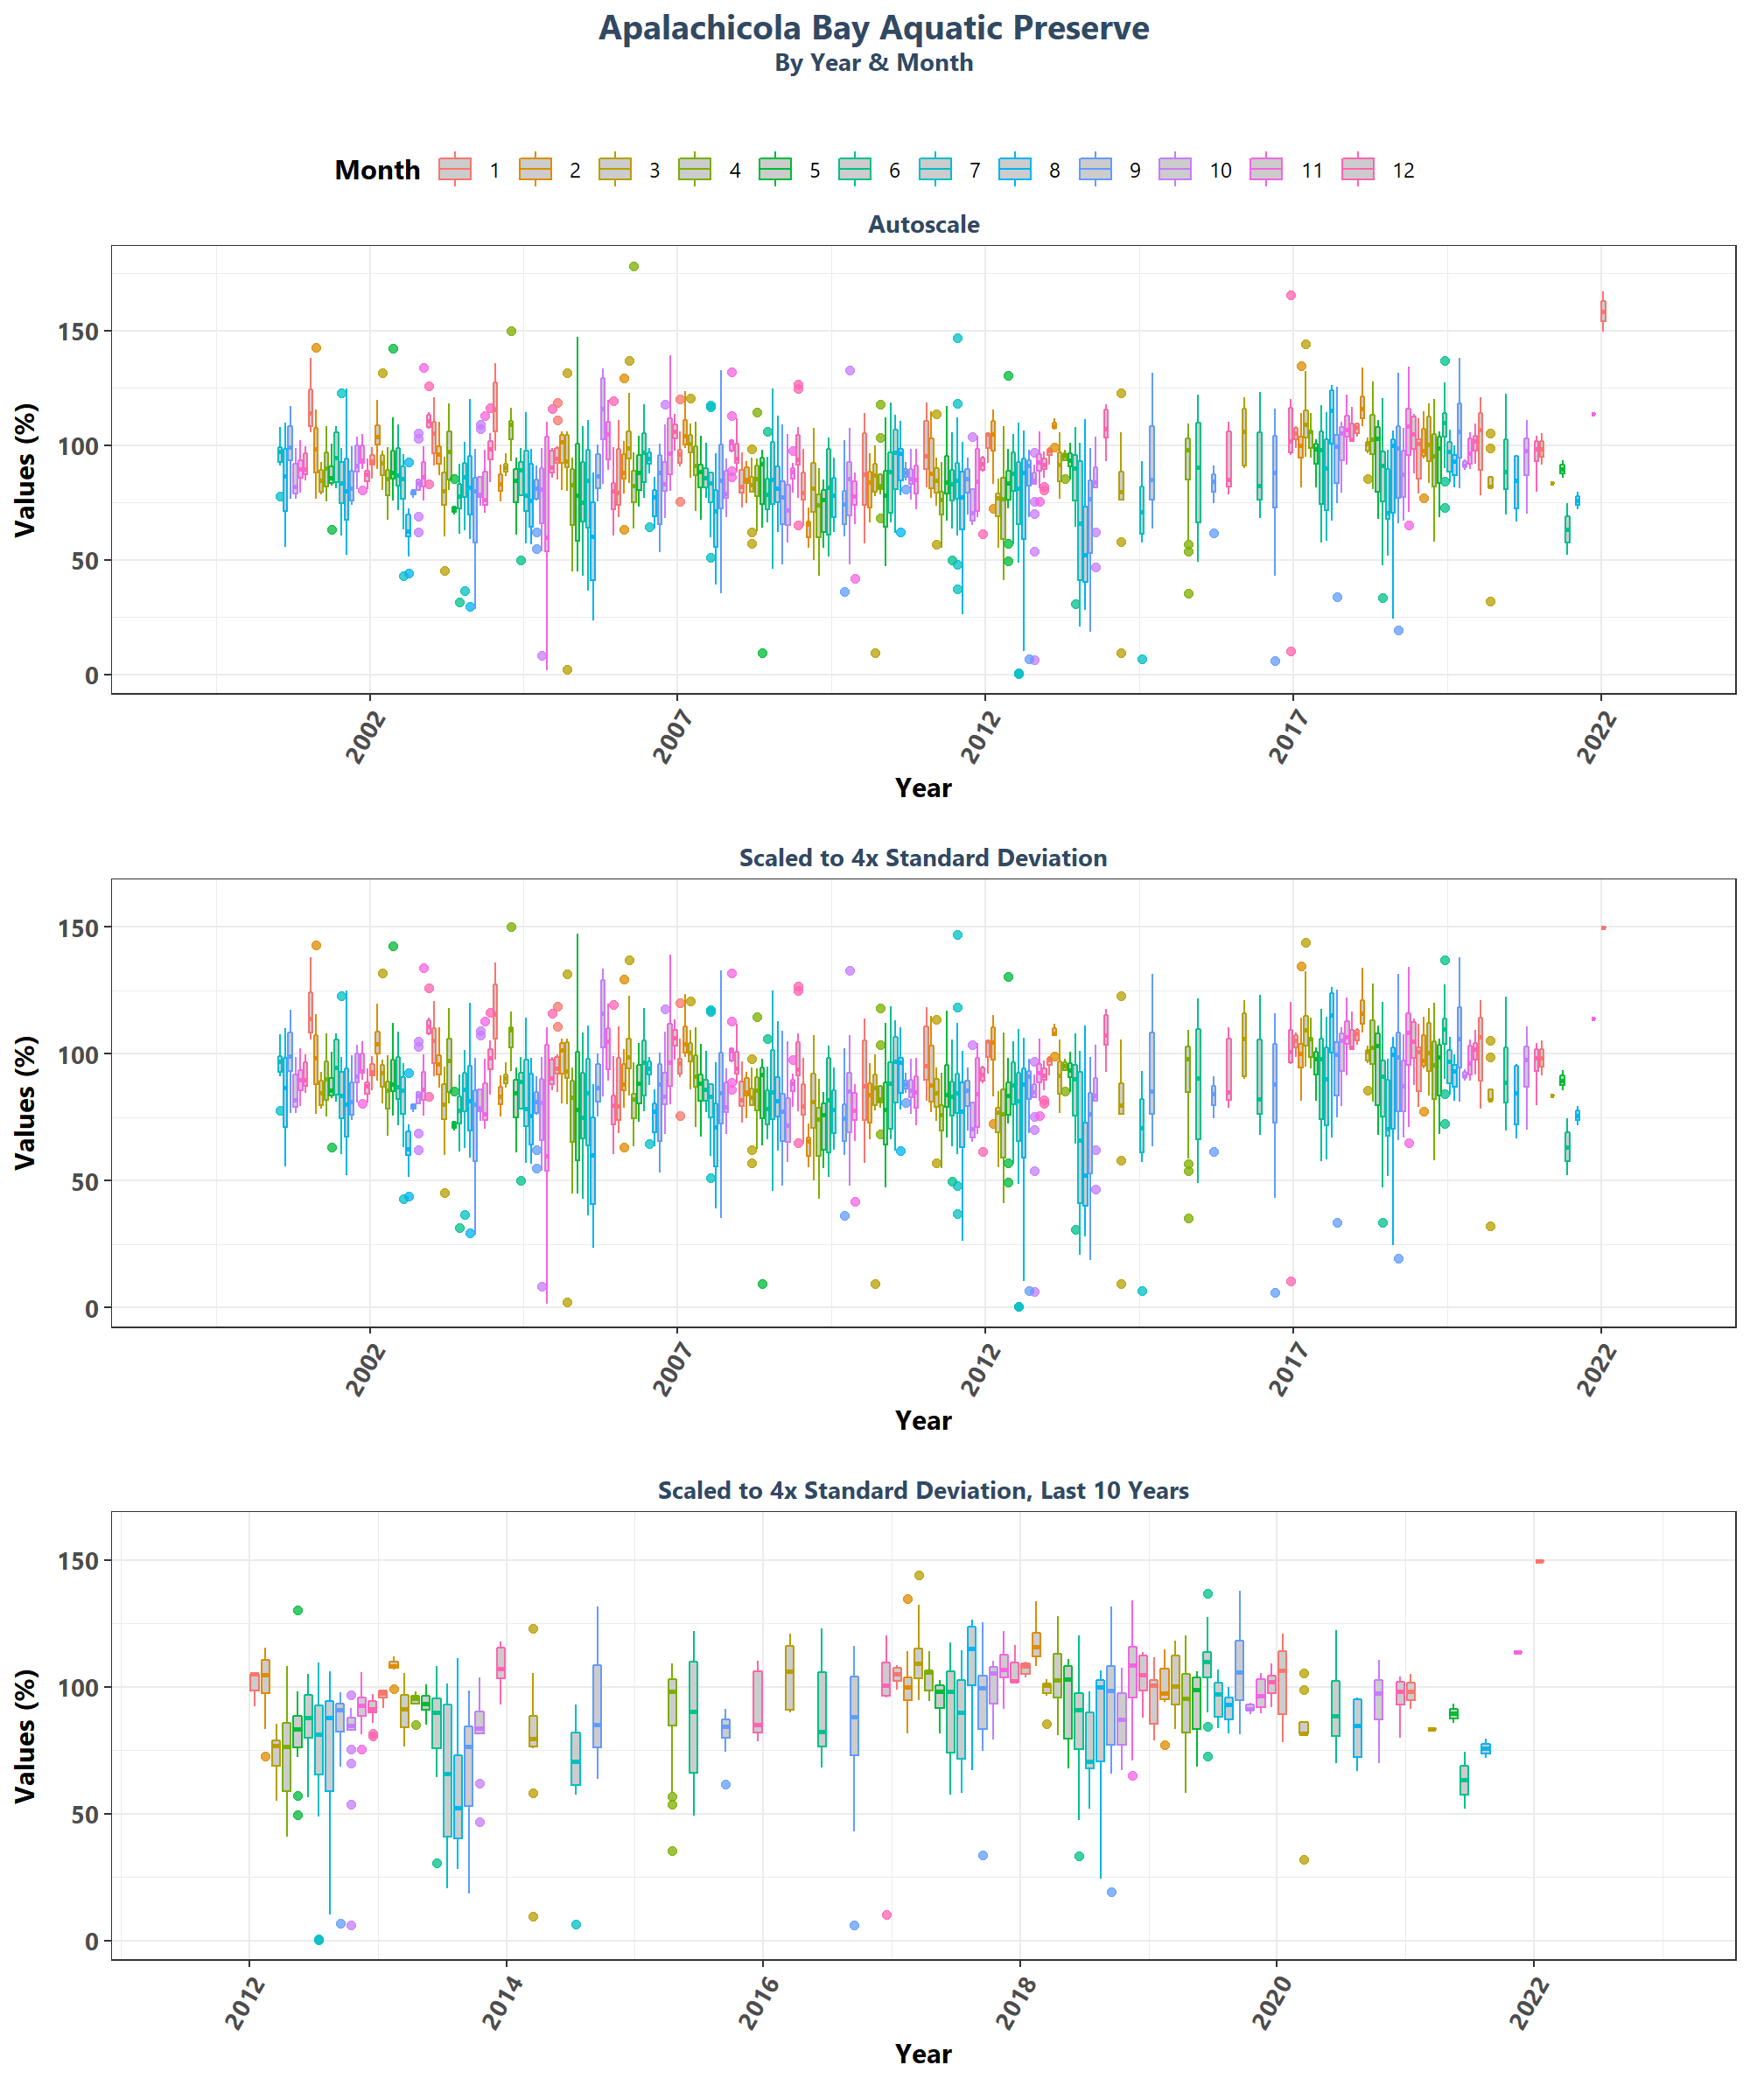 Apalachicola Bay Aquatic Preserve
By Year & Month
Month 1 2 3 4 5 6 7 8 9 10 11 12
Autoscale
Values (%)
150
100
50
0
2002 2007 2012 2017 2022
Year
Scaled to 4x Standard Deviation
Values (%)
150
100
50
0
2002 2007 2012 2017 2022
Year
Scaled to 4x Standard Deviation, Last 10 Years
Values (%)
150
100
50
0
2012 2014 2016 2018 2020 2022
Year